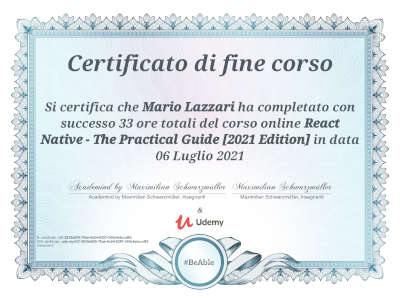 Certificato di fine corso
Si certifica che Mario Lazzari ha completato con
successo 33 ore totali del corso online React
Native - The Practical Guide [2021 Edition] in data
06 Luglio 2021
Academind by Maximilian Schwarzmüller Maximilian Schwarzmüller
Academind by Maximilian Schwarzmüller, Insegnanti Maximilian Schwarzmüller, Insegnanti
&
Udemy
#BeAble